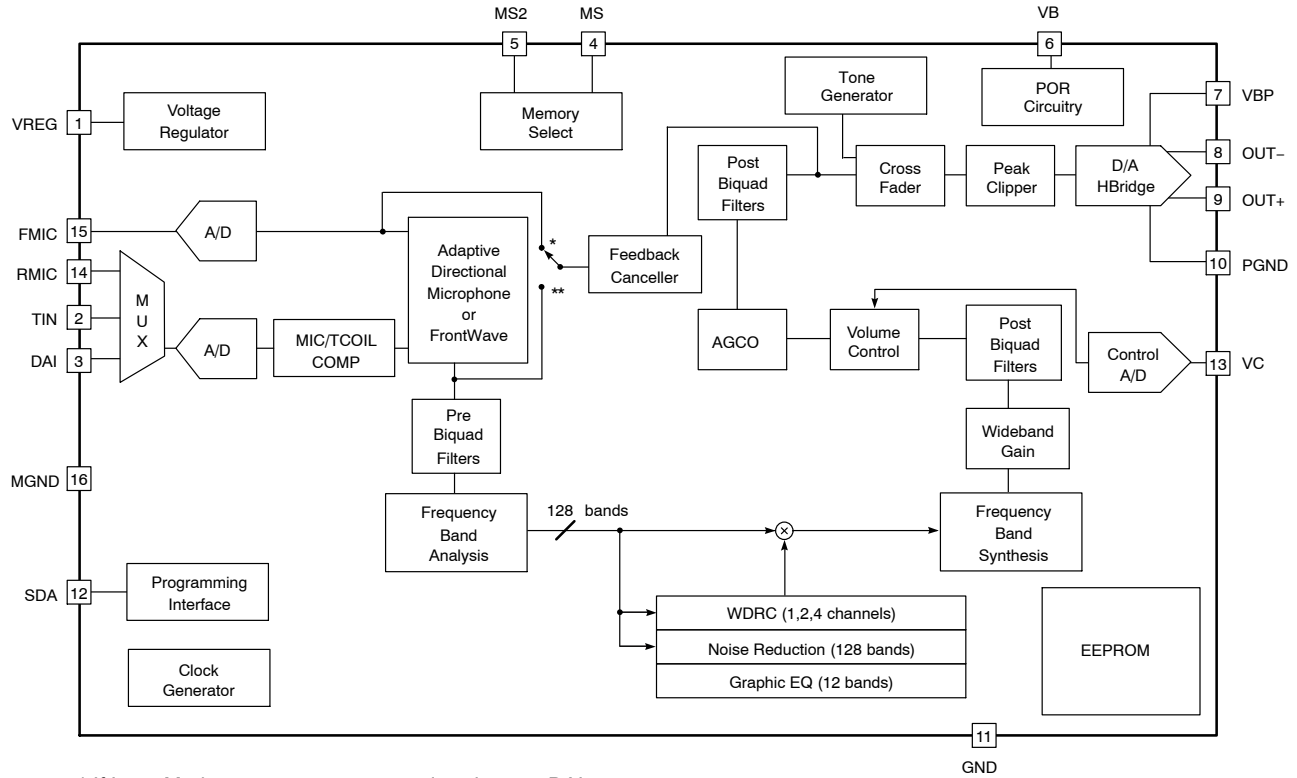 MS2
MS
VB
5
4
6
VREG
1
Voltage
Regulator
Memory
Select
Tone
Generator
POR
Circuitry
7
VBP
8
OUT−
9
OUT+
10
PGND
Post
Biquad
Filters
Cross
Fader
Peak
Clipper
D/A
HBridge
FMIC
15
A/D
RMIC
14
TIN
2
DAI
3
M
U
X
A/D
MIC/TCOIL
COMP
Adaptive
Directional
Microphone
or
FrontWave
*
**
Feedback
Canceller
AGCO
Volume
Control
Post
Biquad
Filters
Control
A/D
13
VC
Pre
Biquad
Filters
Wideband
Gain
MGND
16
Frequency
Band
Analysis
128 bands
×
Frequency
Band
Synthesis
SDA
12
Programming
Interface
Clock
Generator
WDRC (1,2,4 channels)
Noise Reduction (128 bands)
Graphic EQ (12 bands)
EEPROM
11
GND